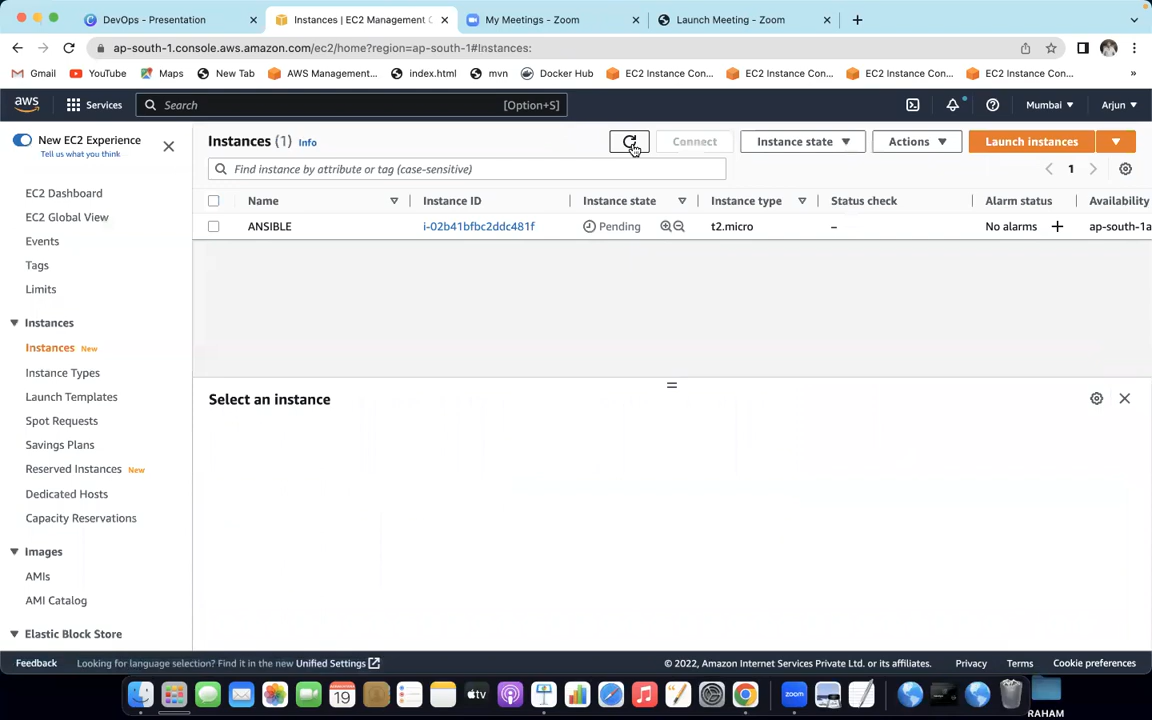 DevOps - Presentation
Instances | EC2 Management C
My Meetings - Zoom
Launch Meeting - Zoom
ap-south-1.console.aws.amazon.com/ec2/home?region=ap-south-1#Instances:
Gmail
YouTube
Maps
New Tab
AWS Management...
index.html
mvn
Docker Hub
EC2 Instance Con...
EC2 Instance Con...
EC2 Instance Con...
EC2 Instance Con...
»
aws
Services
Search
[Option+S]
Mumbai
Arjun
New EC2 Experience
Tell us what you think
EC2 Dashboard
EC2 Global View
Events
Tags
Limits
Instances
Instances New
Instance Types
Launch Templates
Spot Requests
Savings Plans
Reserved Instances New
Dedicated Hosts
Capacity Reservations
Images
AMIs
AMI Catalog
Elastic Block Store
Instances (1) Info
Connect
Instance state
Actions
Launch instances
Find instance by attribute or tag (case-sensitive)
1
Name
Instance ID
Instance state
Instance type
Status check
Alarm status
Availability
ANSIBLE
i-02b41bfbc2ddc481f
Pending
t2.micro
–
No alarms
ap-south-1a
Select an instance
Feedback
Looking for language selection? Find it in the new Unified Settings
© 2022, Amazon Internet Services Private Ltd. or its affiliates.
Privacy
Terms
Cookie preferences
19
tv
zoom
RAHAM